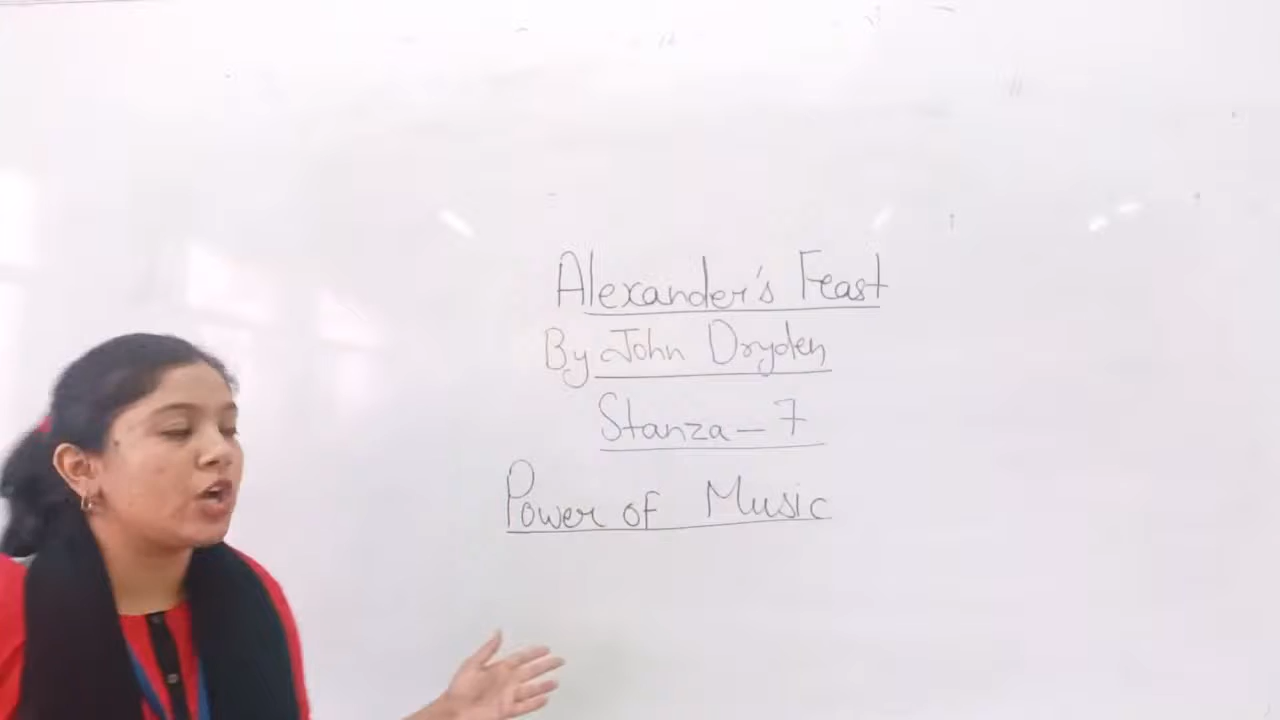 Alexander's Feast
By John Dryden
Stanza - 7
Power of Music